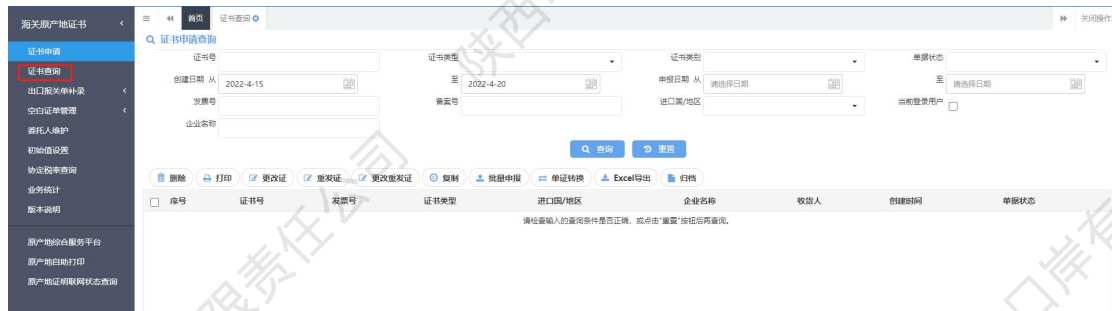 海关原产地证书
首页 证书查询
关闭操作
证书申请查询
证书申请
证书查询
出口报关单补录
空白证单管理
委托人维护
初始值设置
协定税率查询
业务统计
版本说明
原产地综合服务平台
原产地自助打印
原产地证明联网状态查询
证书号 证书类型 证书类别 单据状态
创建日期 从 2022-4-15 至 2022-4-20 申报日期 从 请选择日期 至 请选择日期
发票号 备案号 进口国/地区 当前登录用户
企业名称
查询 重置
删除 打印 更改证 重发证 更改重发证 复制 批量申报 单证转换 Excel导出 归档
序号 证书号 发票号 证书类型 进口国/地区 企业名称 收货人 创建时间 单据状态
请检查输入的查询条件是否正确，或点击"重置"按钮后再查询。
陕西
限责任公司
口岸有